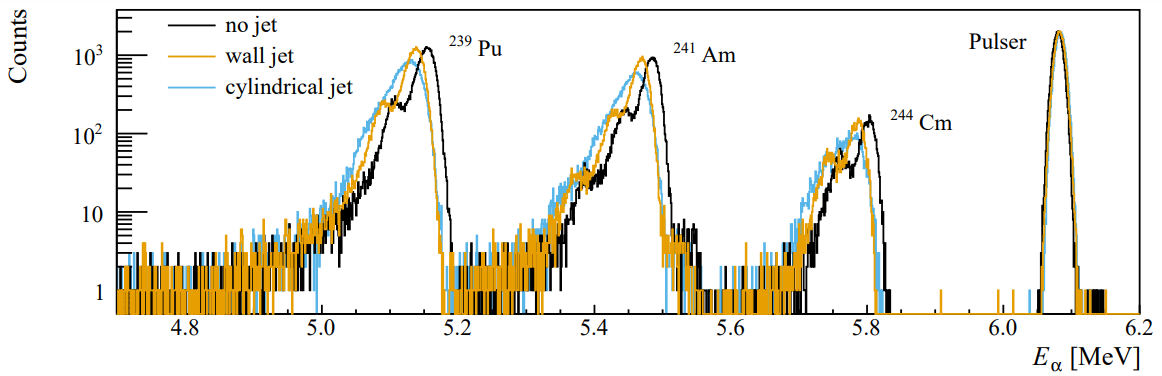 Counts
no jet
wall jet
cylindrical jet
²³⁹ Pu
²⁴¹ Am
²⁴⁴ Cm
Pulser
10³
10²
10
1
4.8 5.0 5.2 5.4 5.6 5.8 6.0 6.2
E_α [MeV]